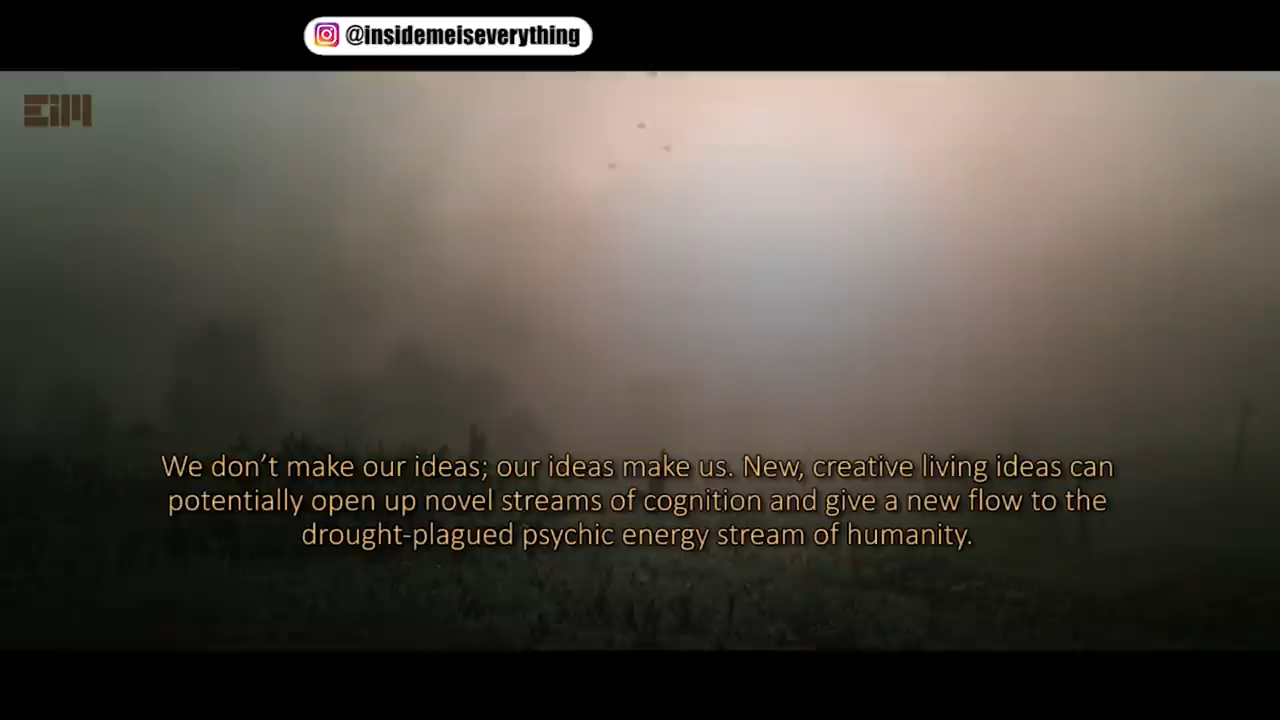 @insidemeiseverything
EiM
We don’t make our ideas; our ideas make us. New, creative living ideas can
potentially open up novel streams of cognition and give a new flow to the
drought-plagued psychic energy stream of humanity.